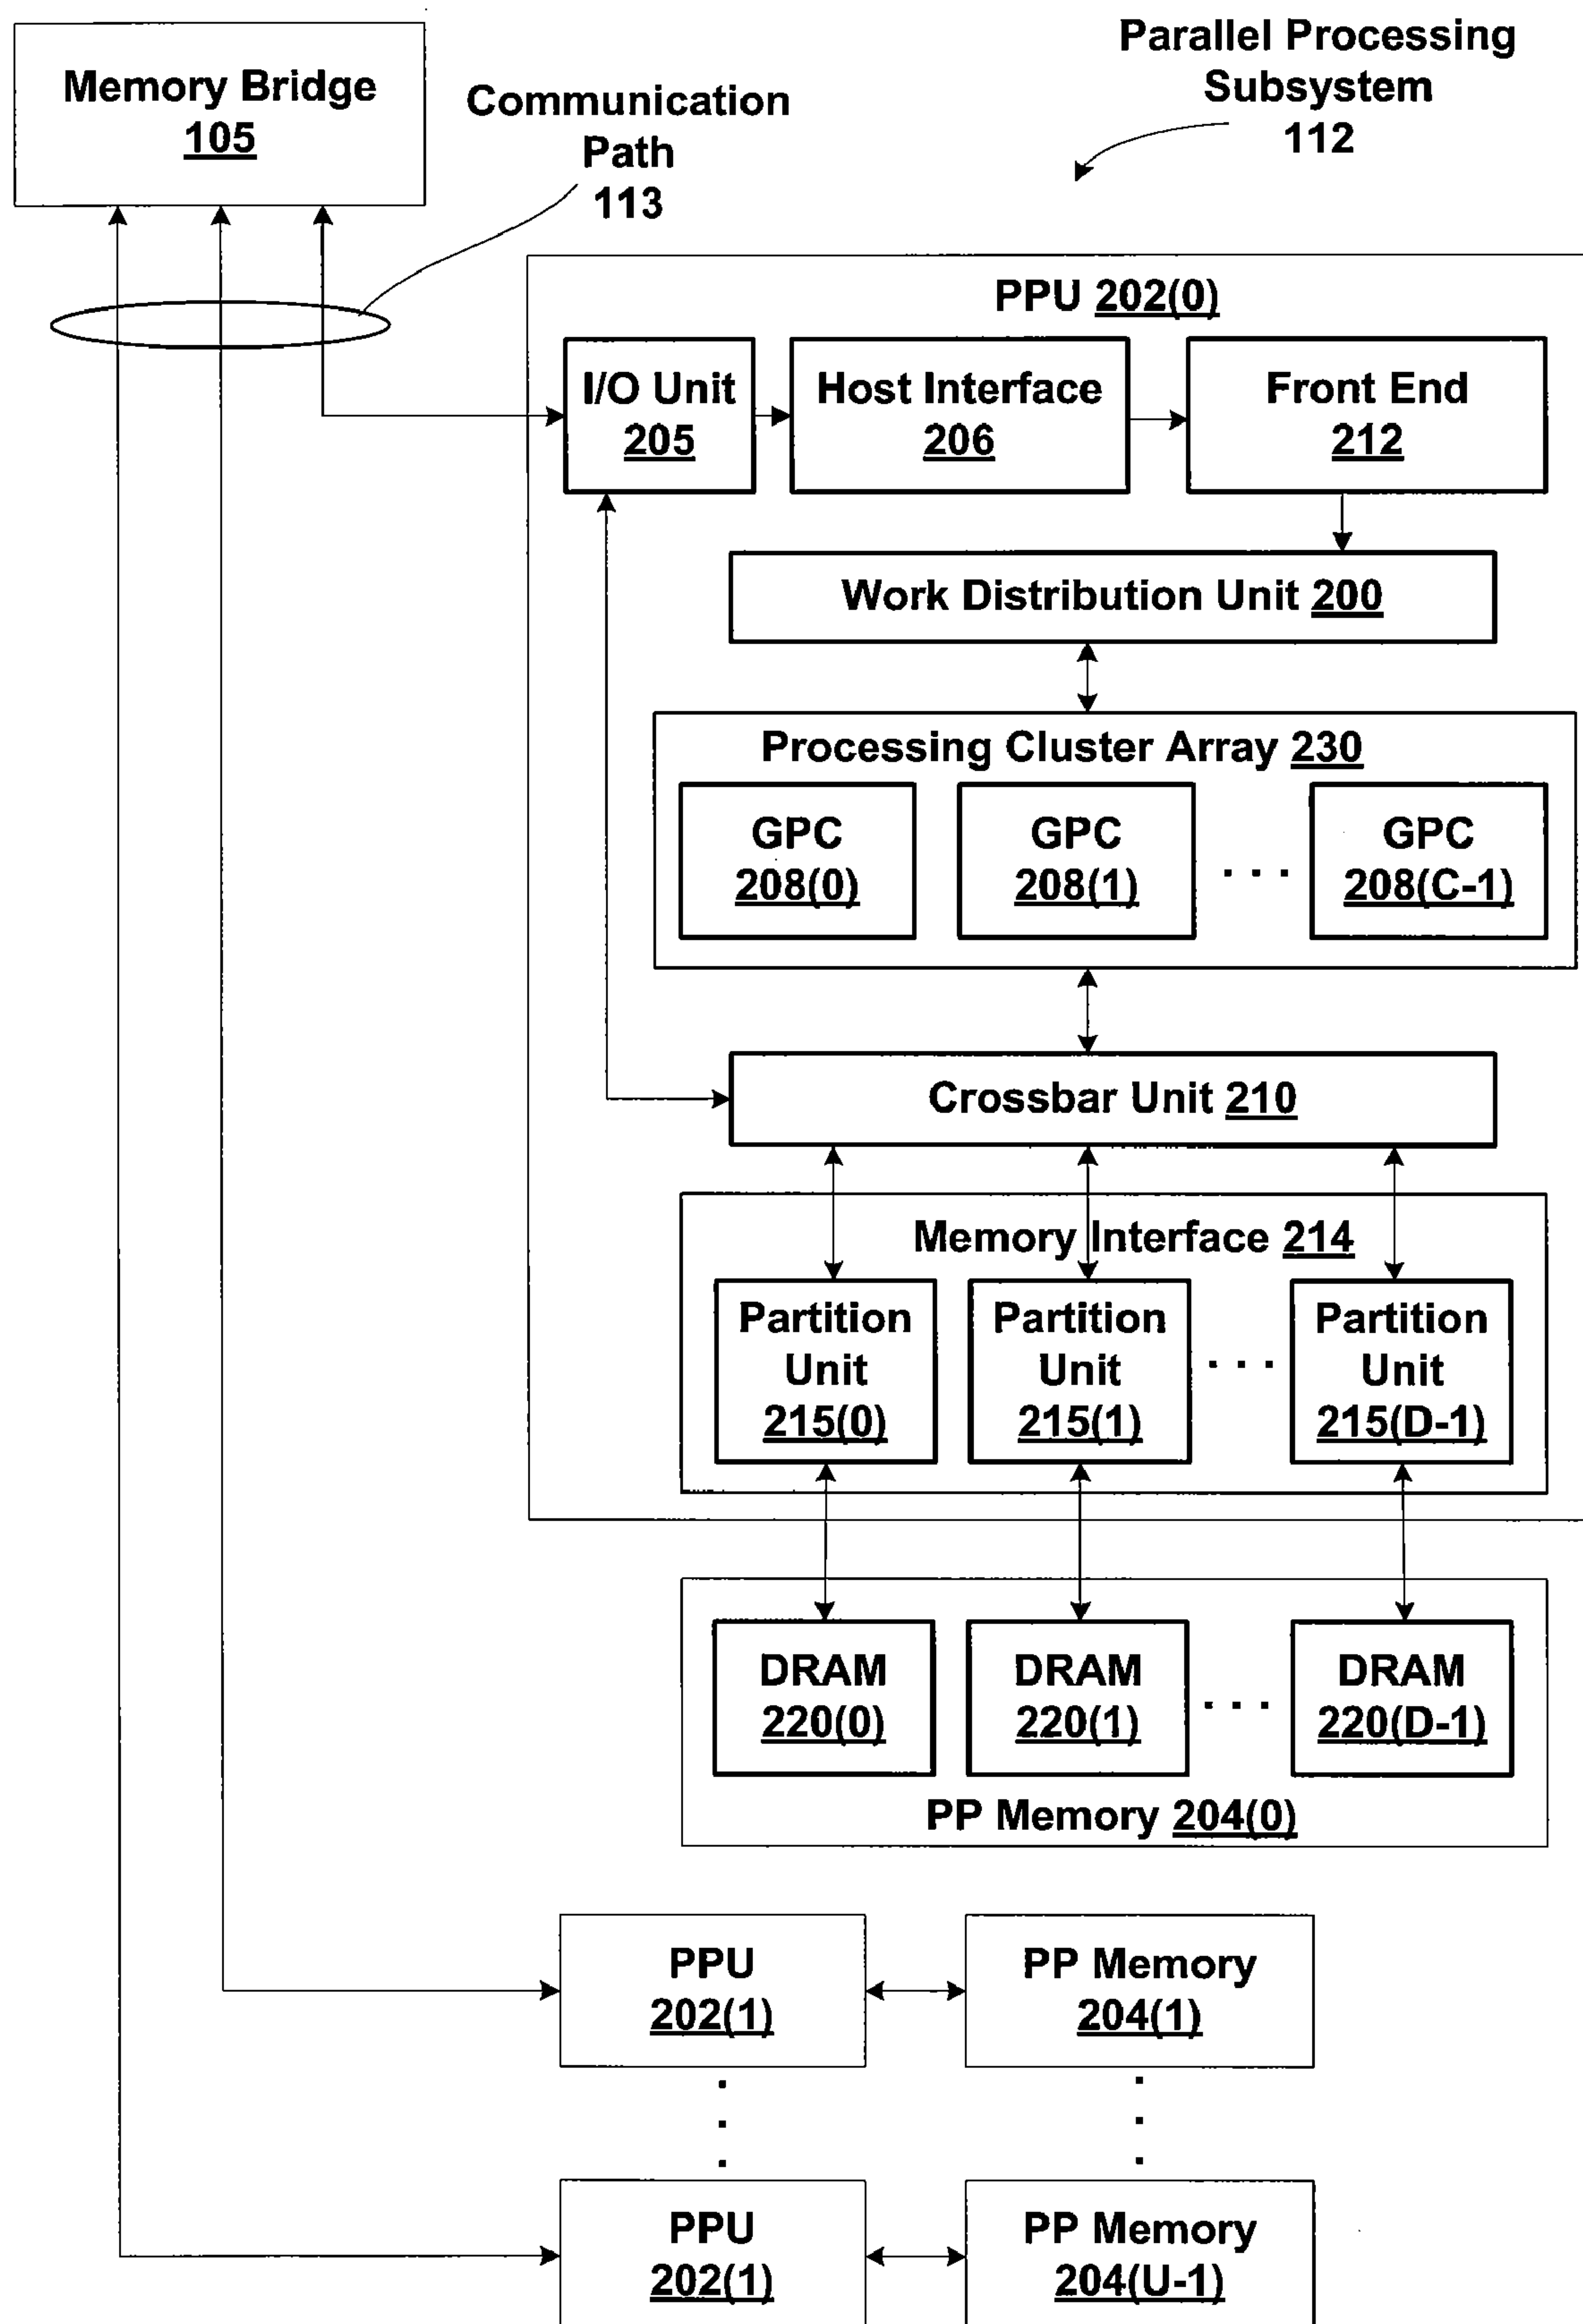 Memory Bridge
105
Communication
Path
113
Parallel Processing
Subsystem
112
PPU 202(0)
I/O Unit
205
Host Interface
206
Front End
212
Work Distribution Unit 200
Processing Cluster Array 230
GPC
208(0)
GPC
208(1)
. . .
GPC
208(C-1)
Crossbar Unit 210
Memory Interface 214
Partition
Unit
215(0)
Partition
Unit
215(1)
. . .
Partition
Unit
215(D-1)
DRAM
220(0)
DRAM
220(1)
. . .
DRAM
220(D-1)
PP Memory 204(0)
PPU
202(1)
PP Memory
204(1)
PPU
202(1)
PP Memory
204(U-1)